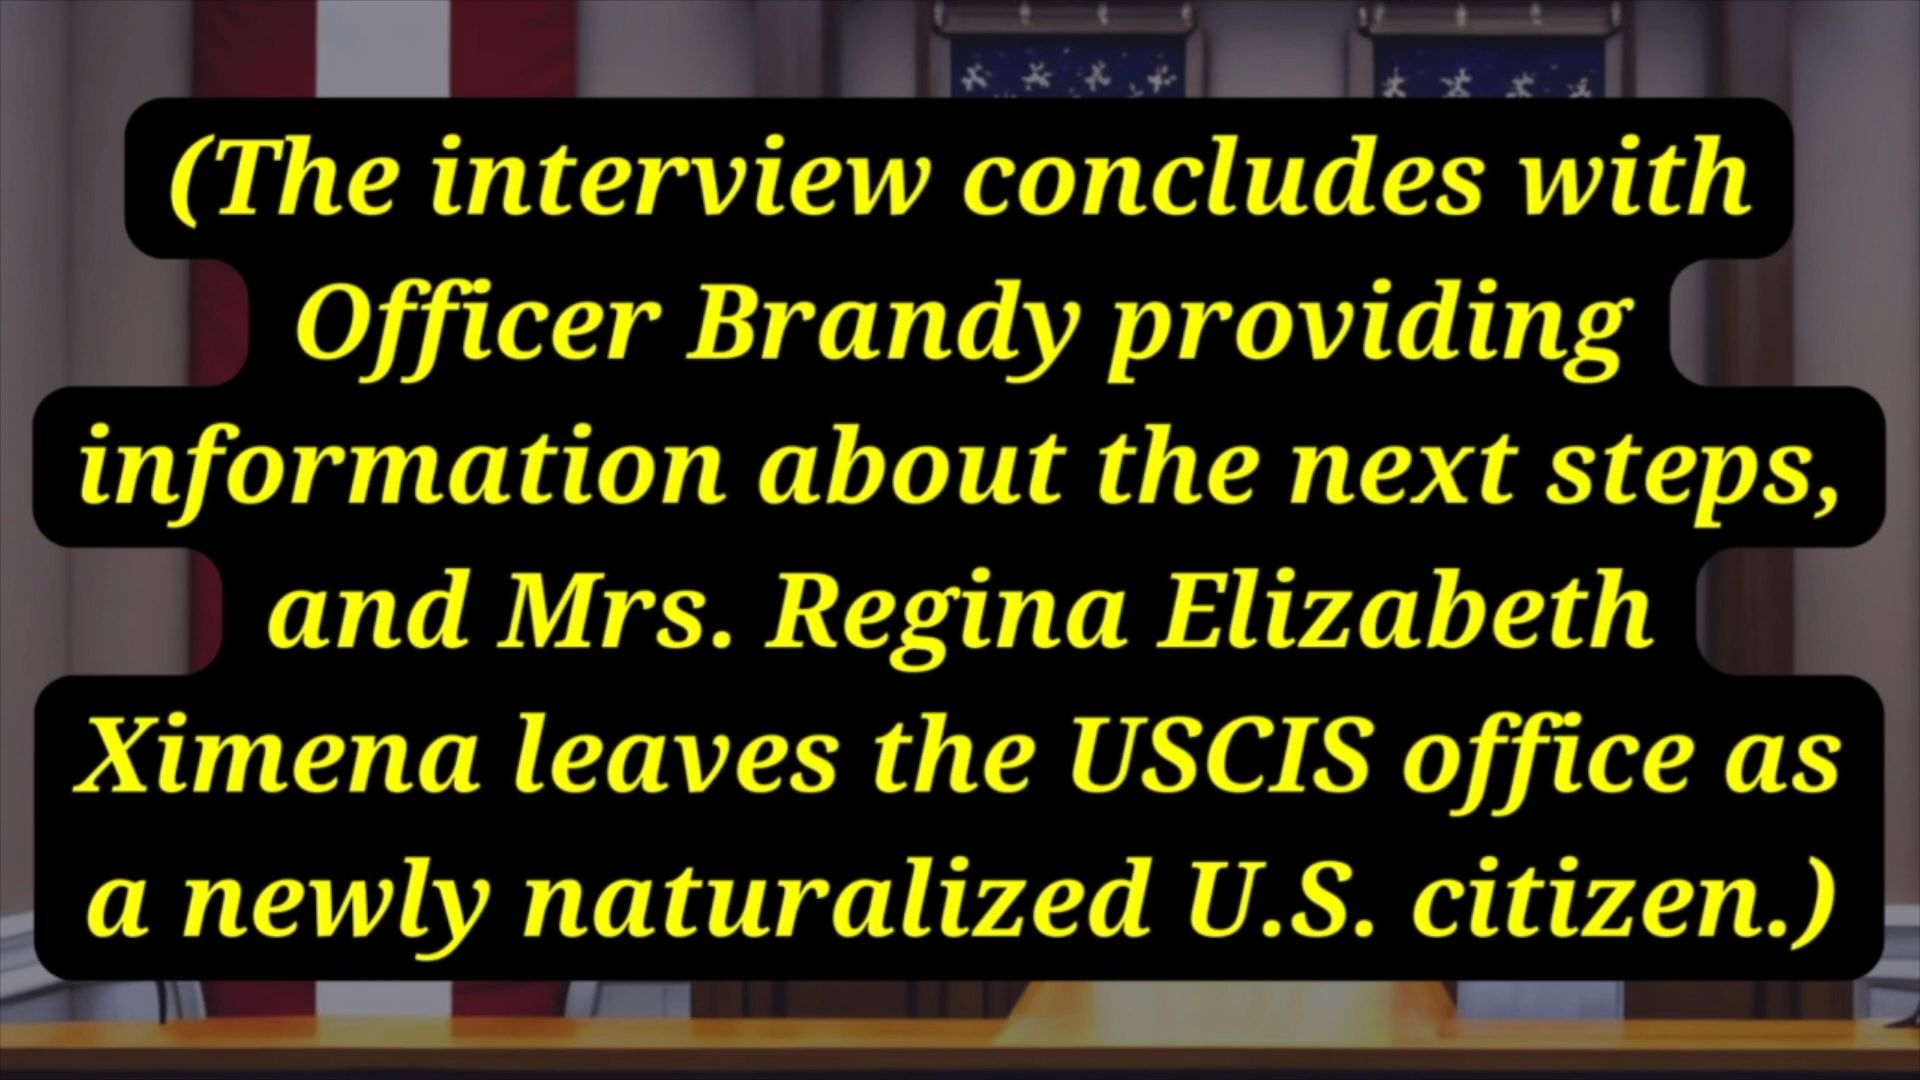 (The interview concludes with
Officer Brandy providing
information about the next steps,
and Mrs. Regina Elizabeth
Ximena leaves the USCIS office as
a newly naturalized U.S. citizen.)